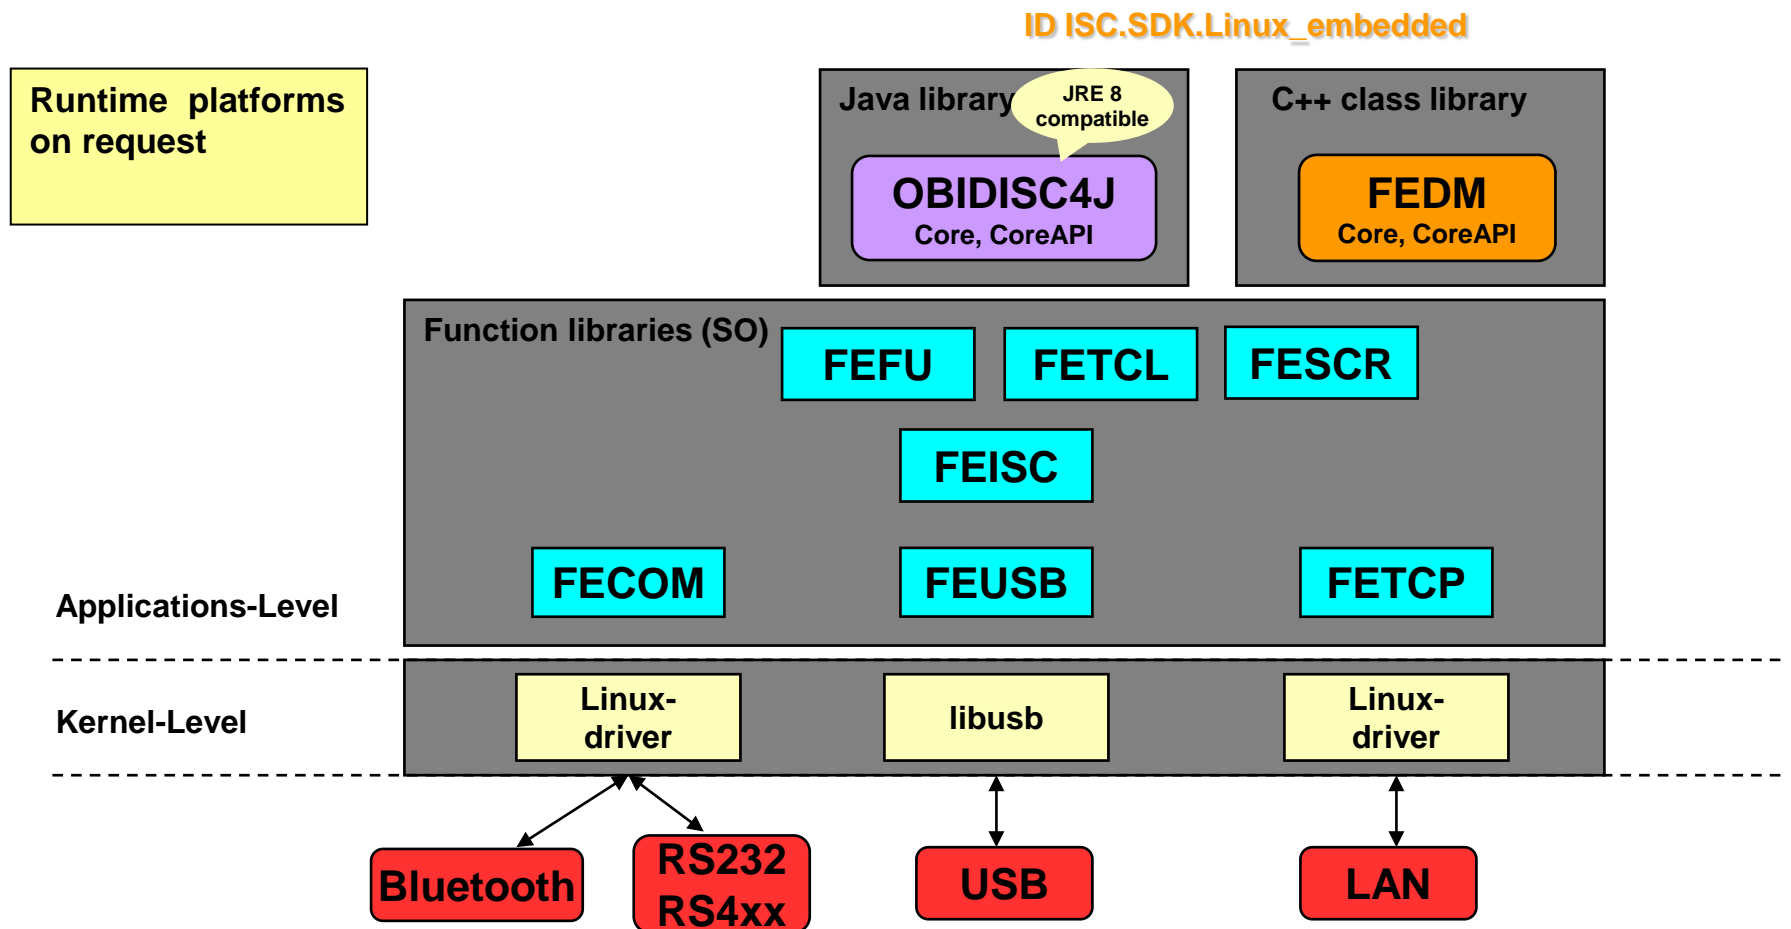 ID ISC.SDK.Linux_embedded
Runtime platforms
on request
Java library
JRE 8
compatible
OBIDISC4J
Core, CoreAPI
C++ class library
FEDM
Core, CoreAPI
Function libraries (SO)
FEFU
FETCL
FESCR
FEISC
FECOM
FEUSB
FETCP
Applications-Level
Kernel-Level
Linux-
driver
libusb
Linux-
driver
Bluetooth
RS232
RS4xx
USB
LAN